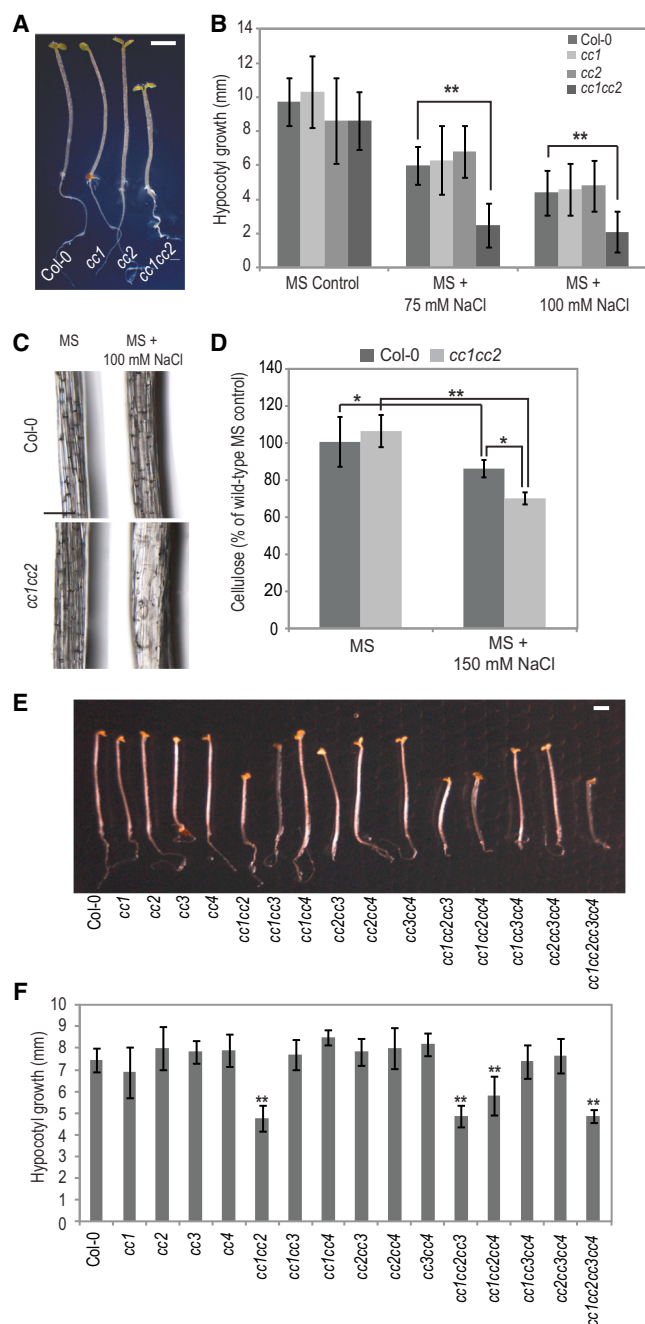 A
Col-0
cc1
cc2
cc1cc2
B
Hypocotyl growth (mm)
14
12
10
8
6
4
2
0
Col-0
cc1
cc2
cc1cc2
**
**
MS Control
MS +
75 mM NaCl
MS +
100 mM NaCl
C
MS
MS +
100 mM NaCl
Col-0
cc1cc2
D
Col-0
cc1cc2
Cellulose (% of wild-type MS control)
140
120
100
80
60
40
20
0
*
**
*
MS
MS +
150 mM NaCl
E
Col-0
cc1
cc2
cc3
cc4
cc1cc2
cc1cc3
cc1cc4
cc2cc3
cc2cc4
cc3cc4
cc1cc2cc3
cc1cc2cc4
cc1cc3cc4
cc2cc3cc4
cc1cc2cc3cc4
F
Hypocotyl growth (mm)
10
9
8
7
6
5
4
3
2
1
0
**
**
**
**
Col-0
cc1
cc2
cc3
cc4
cc1cc2
cc1cc3
cc1cc4
cc2cc3
cc2cc4
cc3cc4
cc1cc2cc3
cc1cc2cc4
cc1cc3cc4
cc2cc3cc4
cc1cc2cc3cc4